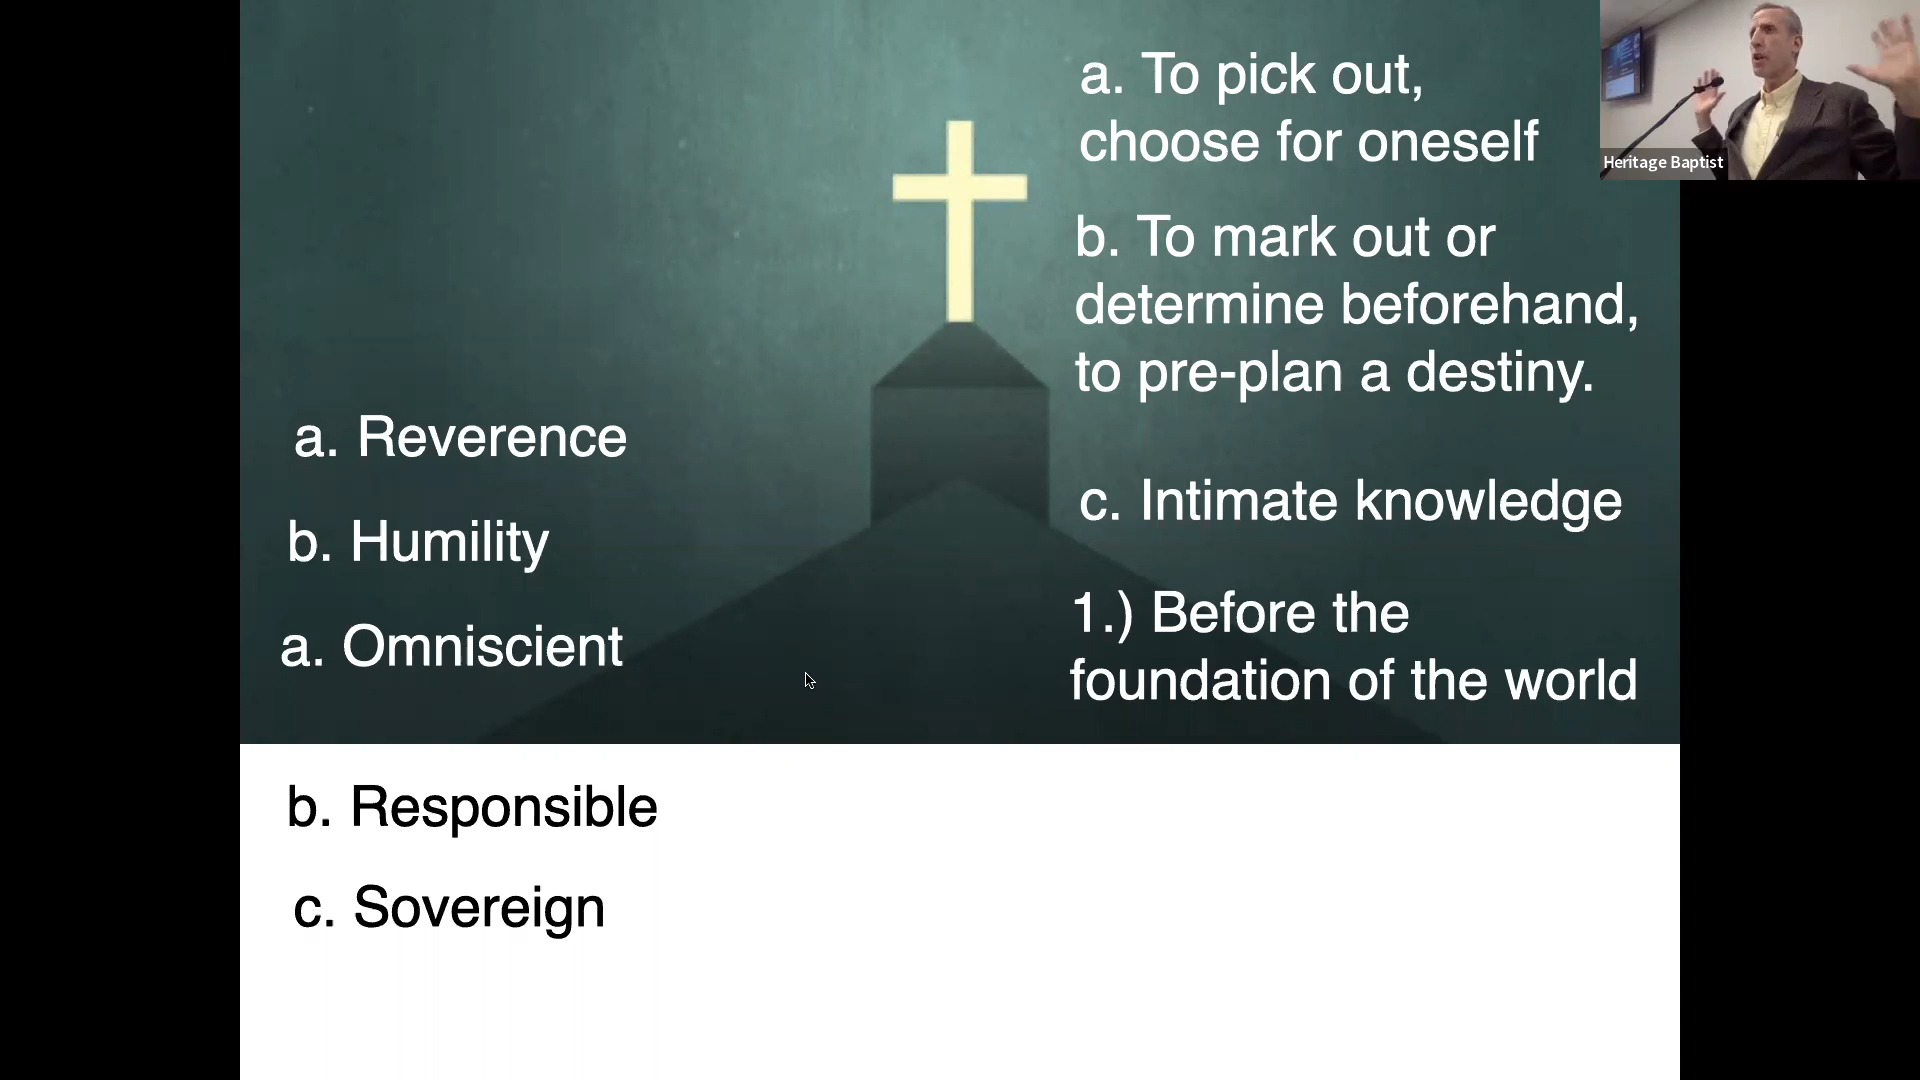 a. Reverence
b. Humility
a. Omniscient
b. Responsible
c. Sovereign
a. To pick out,
choose for oneself
b. To mark out or
determine beforehand,
to pre-plan a destiny.
c. Intimate knowledge
1.) Before the
foundation of the world
Heritage Baptist